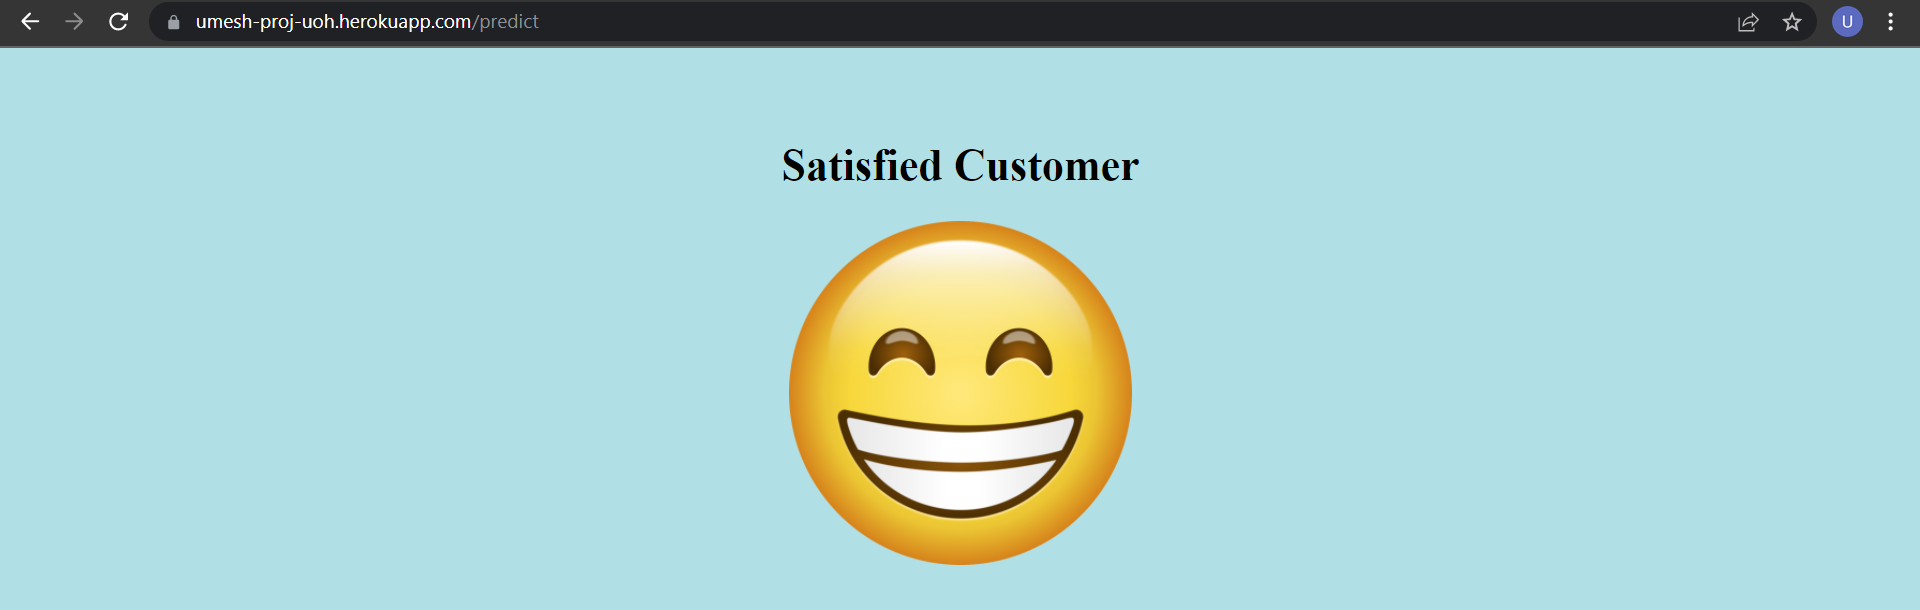 umesh-proj-uoh.herokuapp.com/predict
U
Satisfied Customer